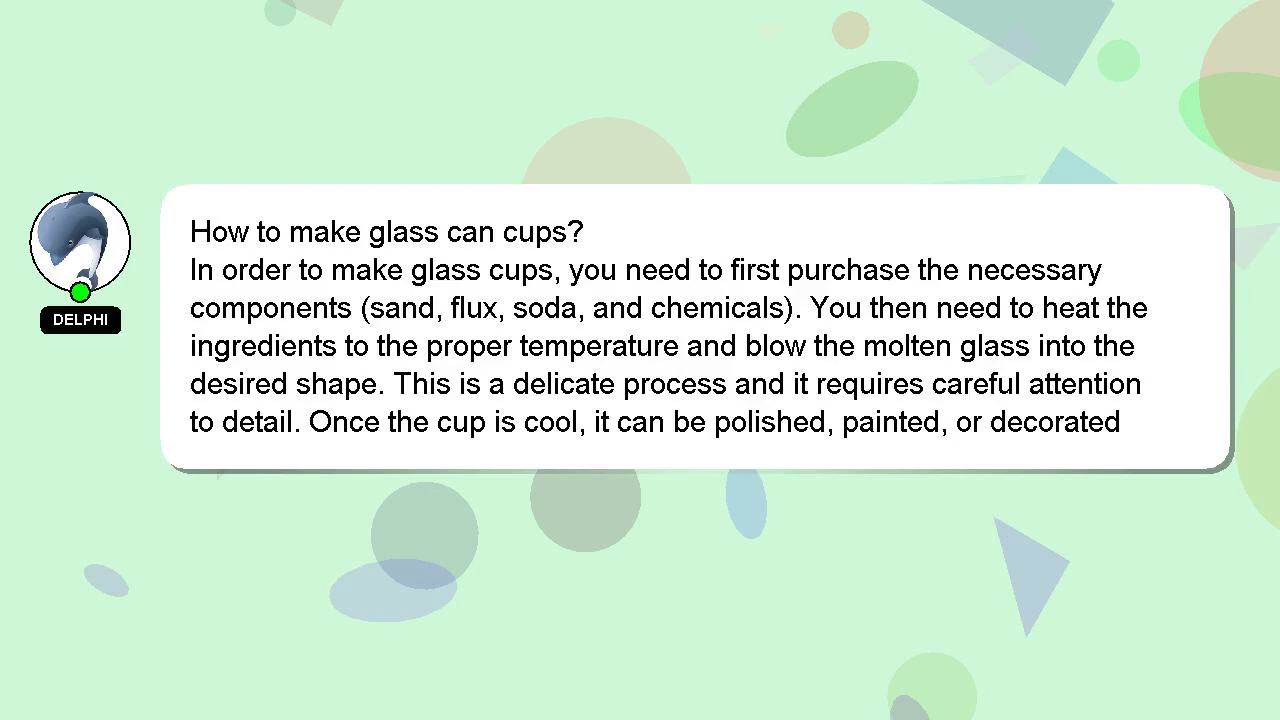 How to make glass can cups?
In order to make glass cups, you need to first purchase the necessary
components (sand, flux, soda, and chemicals). You then need to heat the
ingredients to the proper temperature and blow the molten glass into the
desired shape. This is a delicate process and it requires careful attention
to detail. Once the cup is cool, it can be polished, painted, or decorated
DELPHI